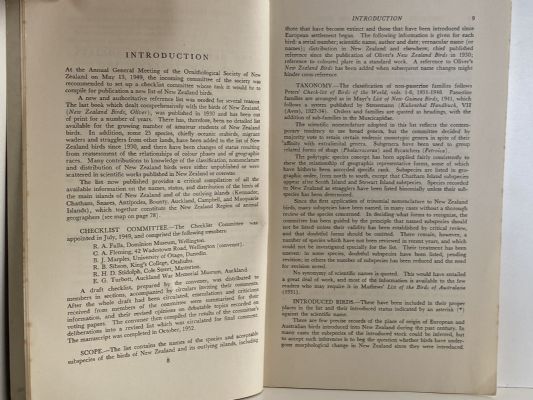 INTRODUCTION
At the Annual General Meeting of the Ornithological Society of New
Zealand on May 13, 1949, the incoming committee of the society was
recommended to set up a checklist committee whose task it would be to
compile for publication a new list of New Zealand birds.
A new and authoritative reference list was needed for several reasons.
The last book which dealt comprehensively with the birds of New Zealand,
(New Zealand Birds, Oliver), was published in 1930 and has been out
of print for a number of years. There has, therefore, been no detailed list
available for the growing number of amateur students of New Zealand
birds. In addition, some 25 species, chiefly oceanic seabirds, migrant
waders and stragglers from other lands, have been added to the list of New
Zealand birds since 1930, and there have been changes of status resulting
from reassessment of the relationships of colour phases and of geographic
races. Many contributions to knowledge of the classification, nomenclature
and distribution of New Zealand birds were either unpublished or were
scattered in scientific works published in New Zealand or overseas.
The list now published provides a critical compilation of all the
available information on the names, status, and distribution of the birds of
the main islands of New Zealand and of the outlying islands (Kermadec,
Chatham, Snares, Antipodes, Bounty, Auckland, Campbell, and Macquarie
Islands), which together constitute the New Zealand Region of animal
geographers (see map on page 78).
CHECKLIST COMMITTEE.—The Checklist Committee was
appointed in July, 1949, and comprised the following members:
R. A. Falla, Dominion Museum, Wellington.
C. A. Fleming, 42 Wadestown Road, Wellington (convener).
B. J. Marples, University of Otago, Dunedin.
R. B. Sibson, King's College, Otahuhu.
R. H. D. Stidolph, Cole Street, Masterton.
E. G. Turbott, Auckland War Memorial Museum, Auckland.
A draft checklist, prepared by the convener, was distributed to
members in sections, accompanied by circulars inviting their comments.
After the whole draft had been circulated, emendations and criticisms
received from members of the committee were summarised for their
information, and their revised opinions on debatable topics recorded on
voting papers. The convener then compiled the results of the committee's
deliberations into a revised list which was circulated for final comment.
The manuscript was completed in October, 1952.
SCOPE.—The list contains the names of the species and acceptable
subspecies of the birds of New Zealand and its outlying islands, including
8
INTRODUCTION 9
those that have become extinct and those that have been introduced since
European settlement began. The following information is given for each
bird: a serial number; scientific name, author and date; vernacular name (or
names); distribution in New Zealand and elsewhere; chief published
reference since the publication of Oliver's New Zealand Birds in 1930;
reference to coloured plate in a standard work. A reference to Oliver's
New Zealand Birds has been added when subsequent name changes might
hinder cross-reference.
TAXONOMY.—The classification of non-passerine families follows
Peters' Check-List of Birds of the World, vols. 1-6, 1931-1948. Passerine
families are arranged as in Mayr's List of New Guinea Birds, 1941, which
follows a system published by Stresemann (Kukenthal Handbuch, VII
(Aves), 1927-34). Orders and families are quoted as headings, with the
addition of sub-families in the Muscicapidae.
The scientific nomenclature adopted in this list reflects the contem-
porary tendency to use broad genera, but the committee decided by
majority vote to retain certain endemic monotypic genera in spite of their
affinity with extralimital genera. Subgenera have been used to group
related forms of shags (Phalacrocorax) and Fantails
The polytypic species concept has been applied fairly consistently to
show the relationship of geographic representative forms, some of which
have hitherto been accorded specific rank. Subspecies are listed in geo-
graphic order, from north to south, except that Chatham Island subspecies
appear after South Island and Stewart Island subspecies. Species recorded
in New Zealand as stragglers have been listed binomially unless their sub-
species has been determined.
Since the first application of trinomial nomenclature to New Zealand
birds, many subspecies have been named, in many cases without a thorough
review of the species concerned. In deciding what forms to recognise, the
committee has been guided by the principle that named subspecies should
not be listed unless their validity has been established by critical review,
and that doubtful forms should be omitted. There remain, however, a
number of species which have not been reviewed in recent years, and which
could not be investigated specially for the list. Their treatment has been
uneven: in some, doubtful subspecies have been listed, pending
revision; in others the number of subspecies has been reduced and the need
for revision noted.
No synonymy of scientific names is quoted. This would have entailed
a great deal of work, and most of the information is available to the few
readers who may require it in Mathews' List of the Birds of Australasia
(1931).
INTRODUCED BIRDS.—These have been included in their proper
places in the list and their introduced status indicated by an asterisk (*)
against the scientific name.
There are few precise records of the place of origin of European and
Australian birds introduced into New Zealand during the past century. In
many cases the subspecies of the introduced stock could be inferred, but
to accept such inferences is to beg the question whether birds have under-
gone morphological change in New Zealand since they were introduced.